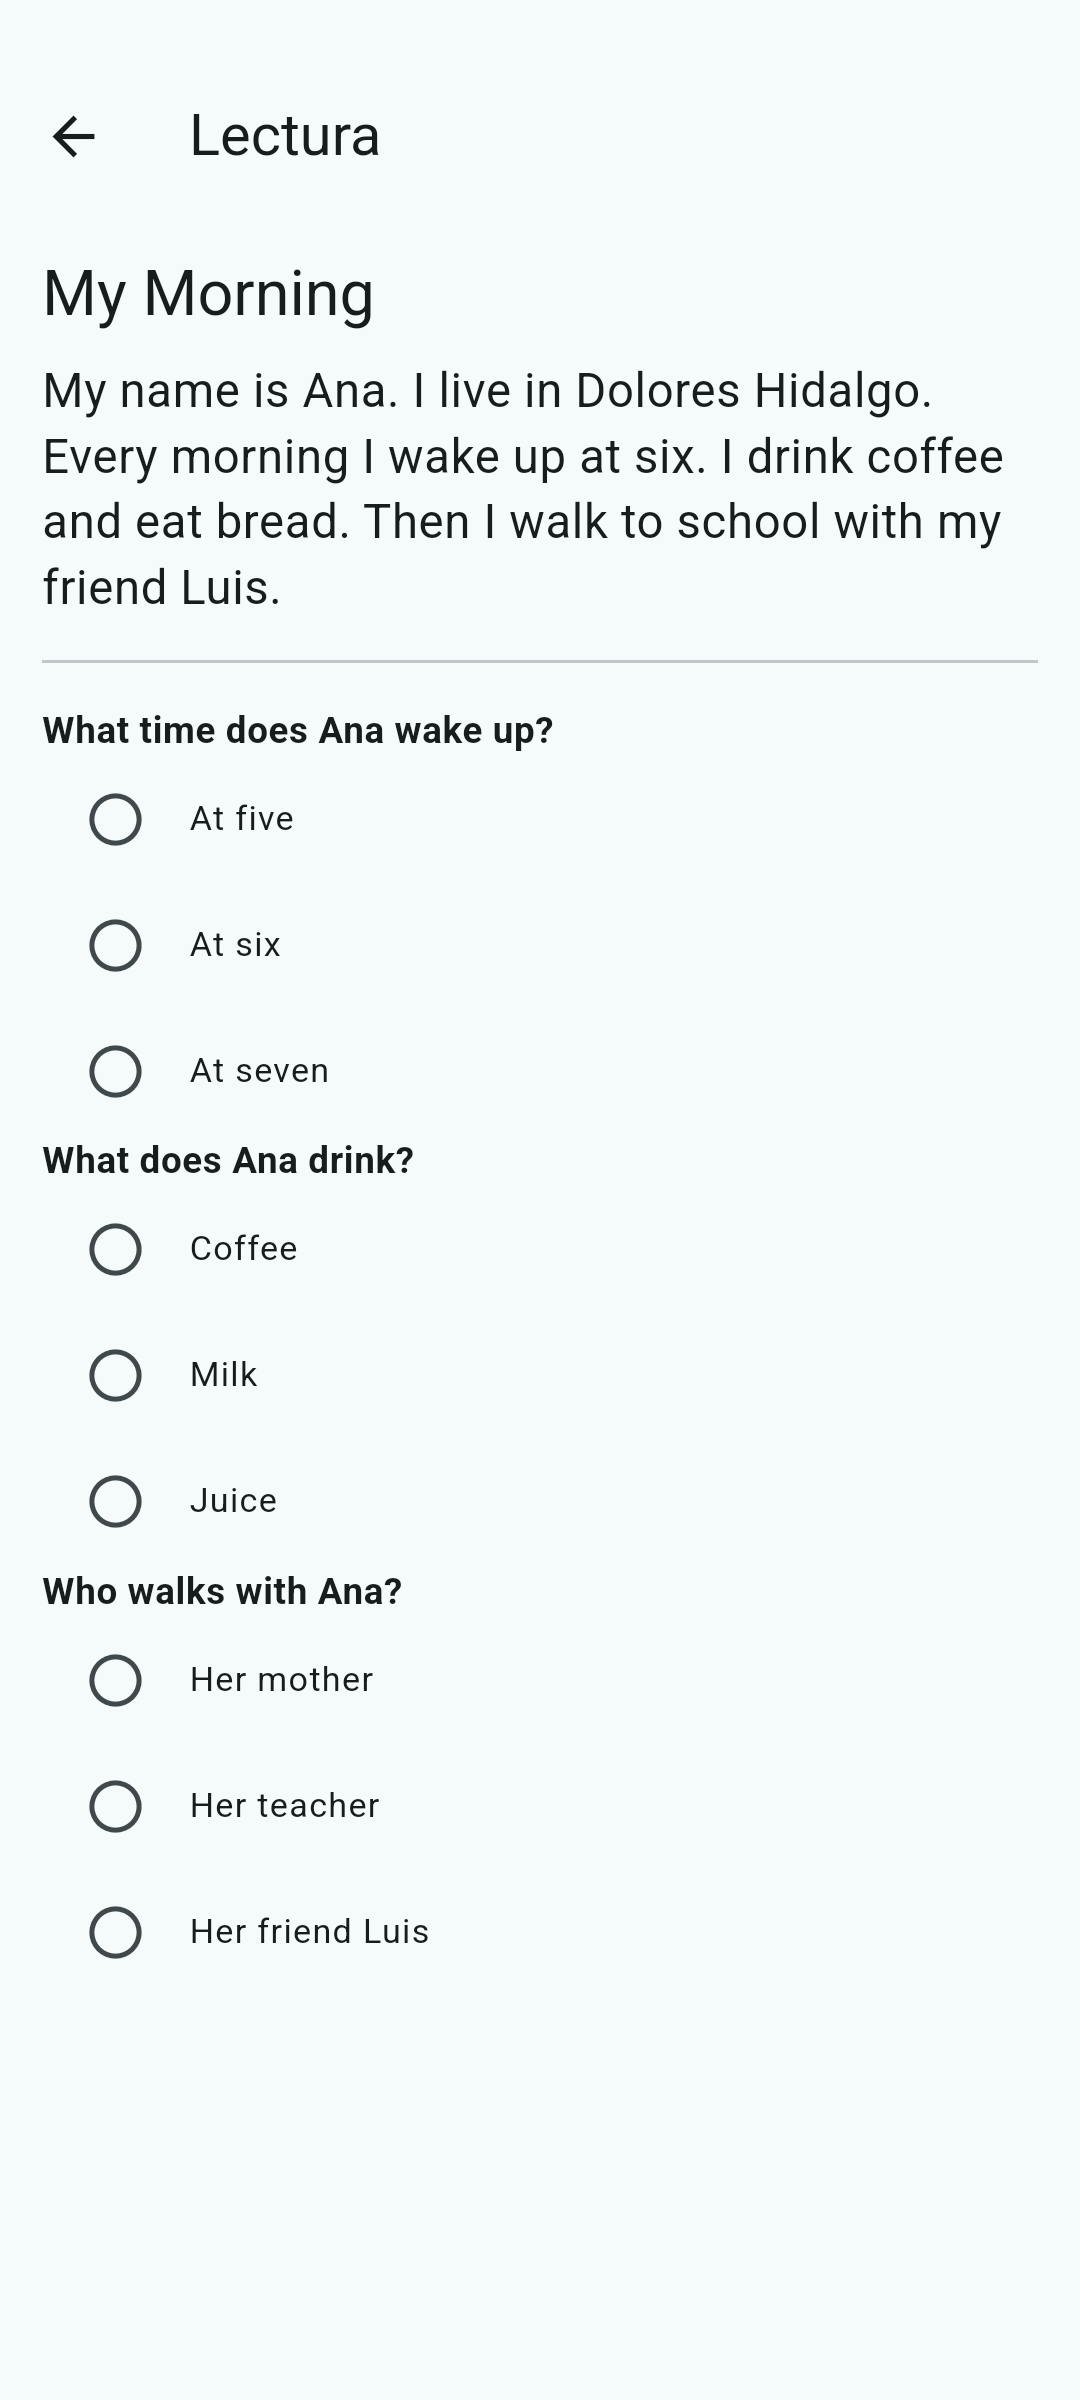 Lectura
My Morning
My name is Ana. I live in Dolores Hidalgo.
Every morning I wake up at six. I drink coffee
and eat bread. Then I walk to school with my
friend Luis.
What time does Ana wake up?
At five
At six
At seven
What does Ana drink?
Coffee
Milk
Juice
Who walks with Ana?
Her mother
Her teacher
Her friend Luis